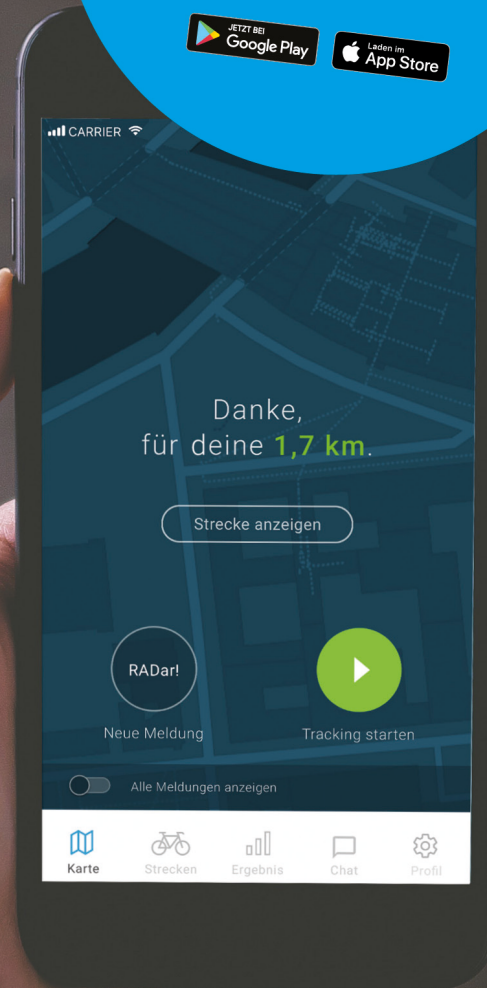 JETZT BEI
Google Play
Laden im
App Store
CARRIER
Danke,
für deine 1,7 km.
Strecke anzeigen
RADar!
Neue Meldung
Tracking starten
Alle Meldungen anzeigen
Karte
Strecken
Ergebnis
Chat
Profil